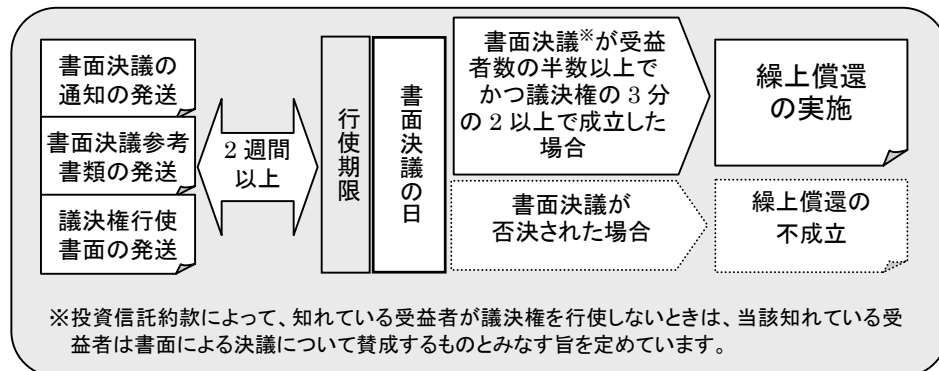 書面決議の
通知の発送
書面決議参考
書類の発送
議決権行使
書面の発送
2 週間
以上
行使期限
書面決議の日
書面決議※が受益
者数の半数以上で
かつ議決権の 3 分
の 2 以上で成立した
場合
繰上償還
の実施
書面決議が
否決された場合
繰上償還の
不成立
※投資信託約款によって、知れている受益者が議決権を行使しないときは、当該知れている受
益者は書面による決議について賛成するものとみなす旨を定めています。